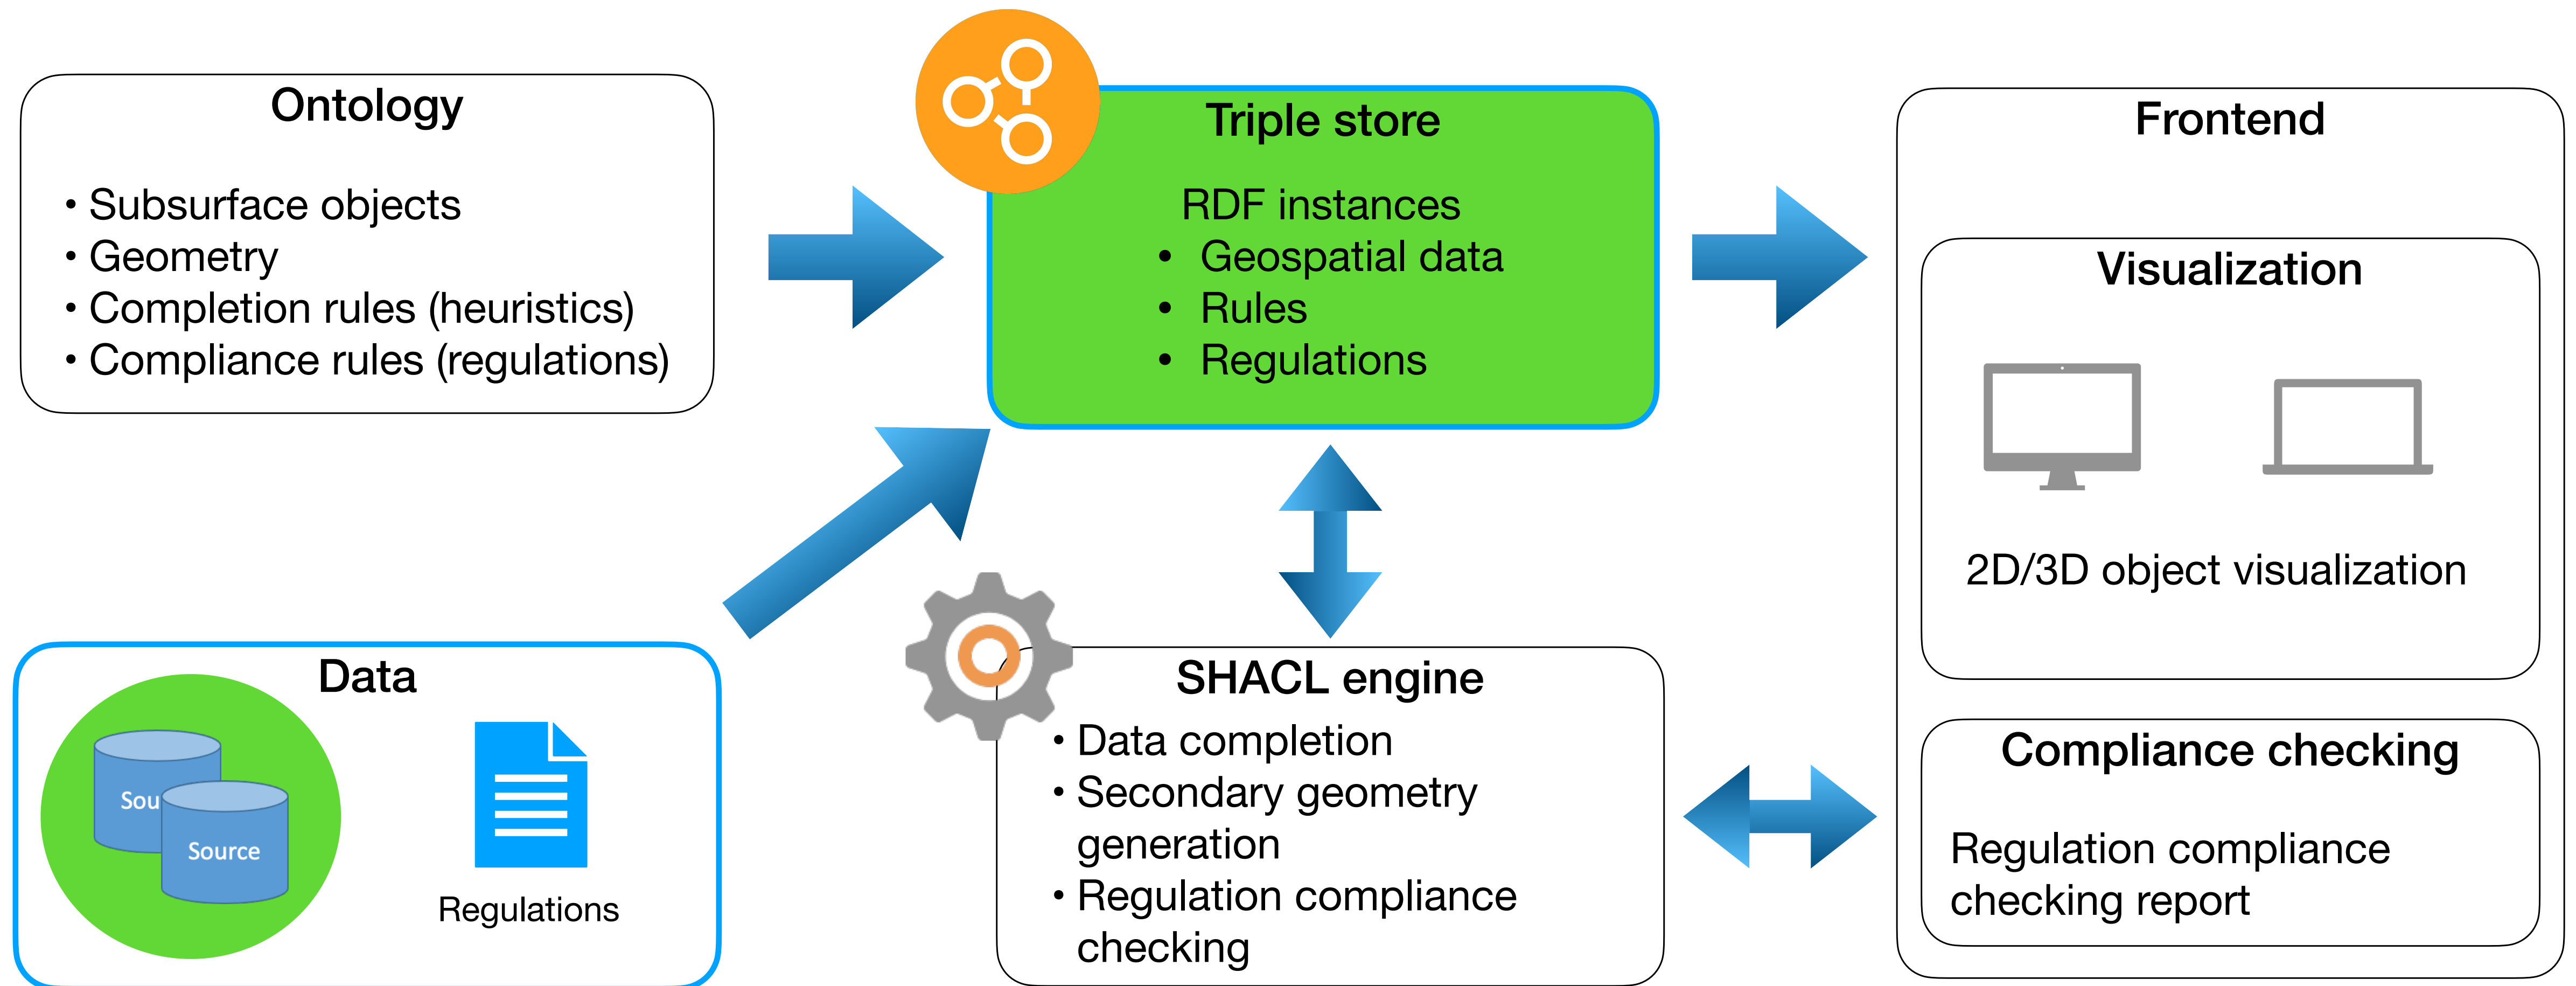 Ontology
• Subsurface objects
• Geometry
• Completion rules (heuristics)
• Compliance rules (regulations)
Triple store
RDF instances
• Geospatial data
• Rules
• Regulations
Frontend
Visualization
2D/3D object visualization
Data
Sou
Source
Regulations
SHACL engine
• Data completion
• Secondary geometry
generation
• Regulation compliance
checking
Compliance checking
Regulation compliance
checking report